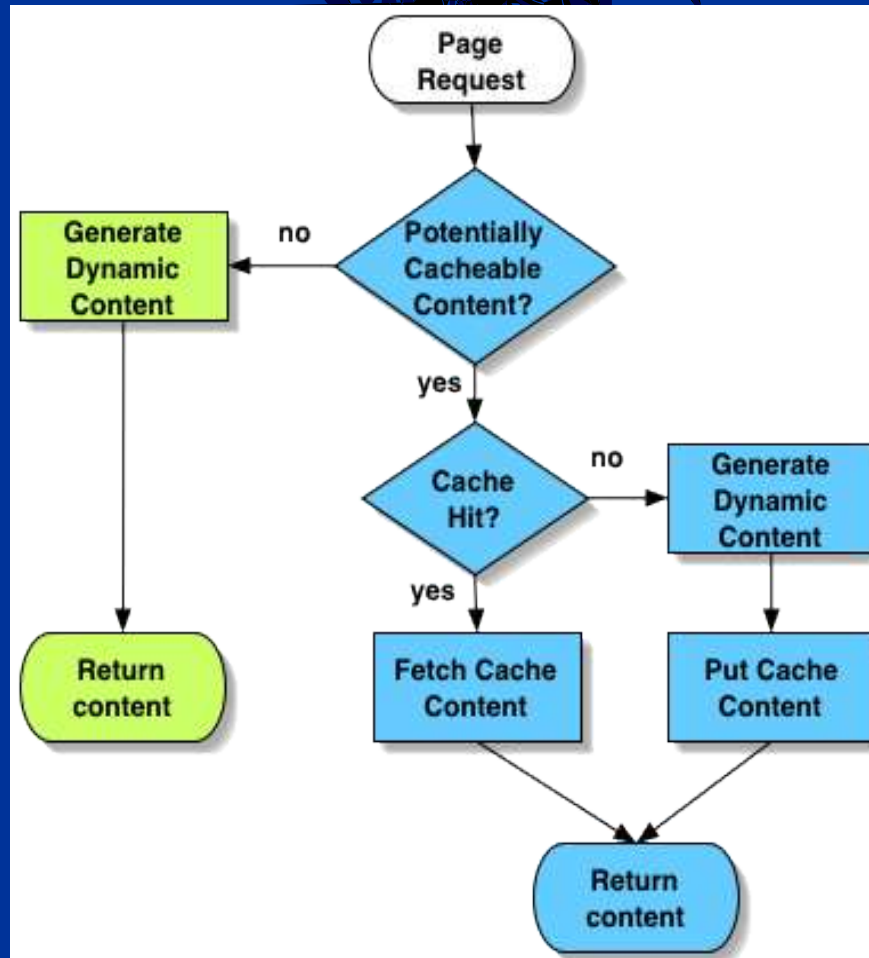 Page
Request
Potentially
Cacheable
Content?
no
Generate
Dynamic
Content
yes
Cache
Hit?
no
Generate
Dynamic
Content
yes
Fetch Cache
Content
Put Cache
Content
Return
content
Return
content